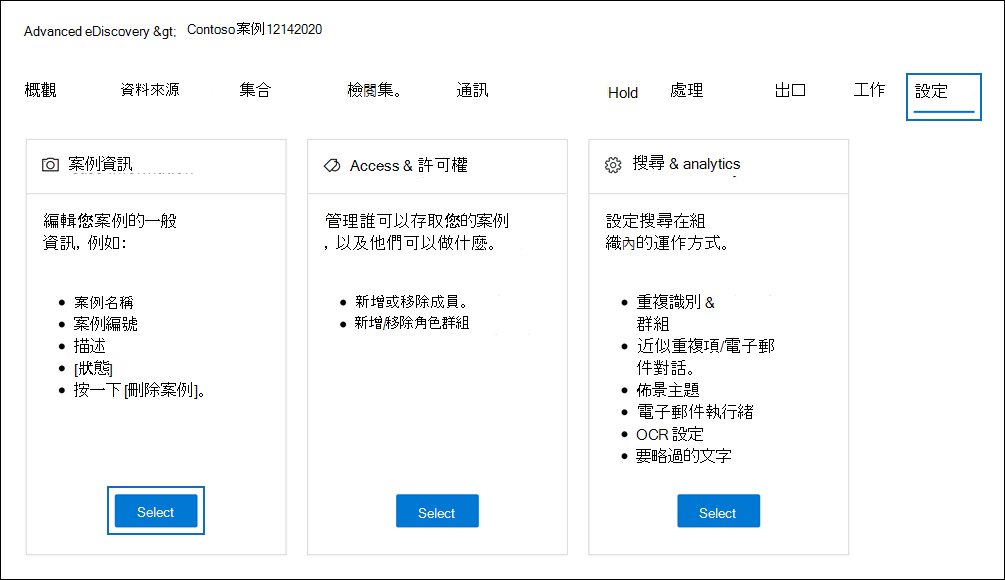 Advanced eDiscovery &gt; Contoso案例12142020
概觀 資料來源 集合 檢閱集。 通訊 Hold 處理 出口 工作 設定
案例資訊
編輯您案例的一般
資訊, 例如:
案例名稱
案例編號
描述
[狀態]
按一下 [刪除案例]。
Select
Access & 許可權
管理誰可以存取您的案例
, 以及他們可以做什麼。
新增或移除成員。
新增/移除角色群組
Select
搜尋 & analytics
設定搜尋在組
織內的運作方式。
重複識別 &
群組
近似重複項/電子郵
件對話。
佈景主題
電子郵件執行緒
OCR 設定
要略過的文字
Select